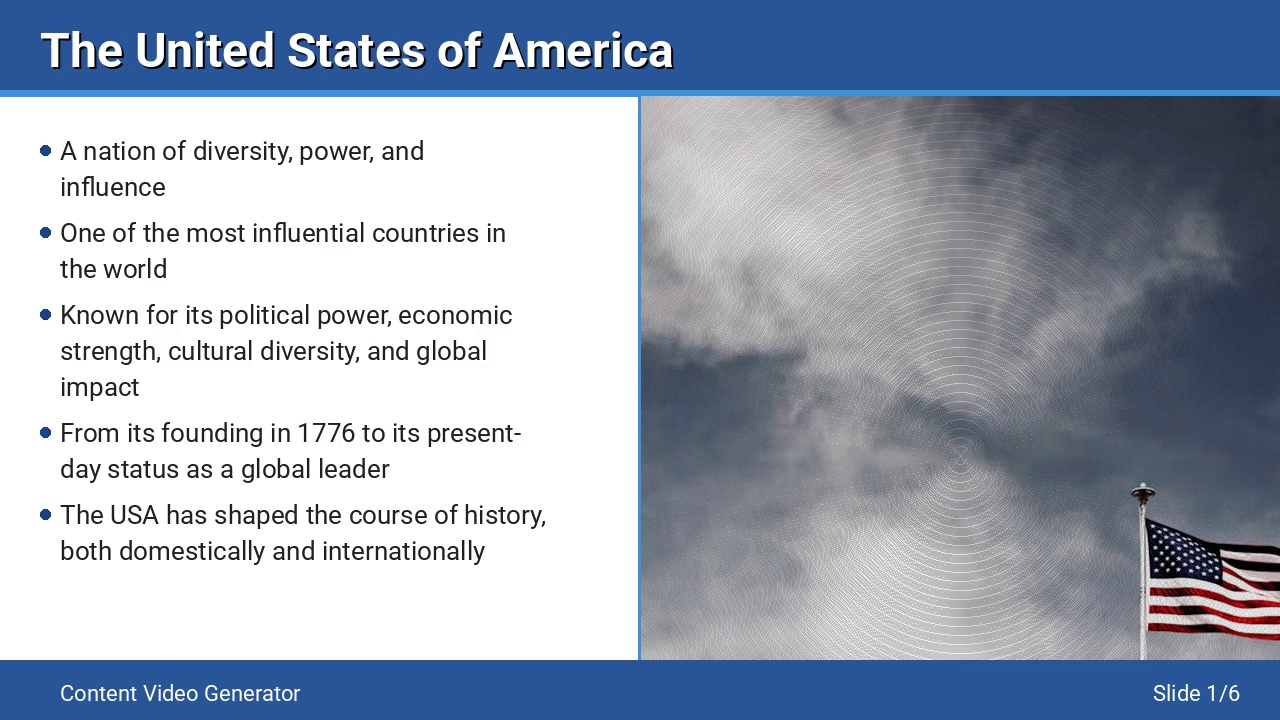 The United States of America
A nation of diversity, power, and
influence
One of the most influential countries in
the world
Known for its political power, economic
strength, cultural diversity, and global
impact
From its founding in 1776 to its present-
day status as a global leader
The USA has shaped the course of history,
both domestically and internationally
Content Video Generator
Slide 1/6